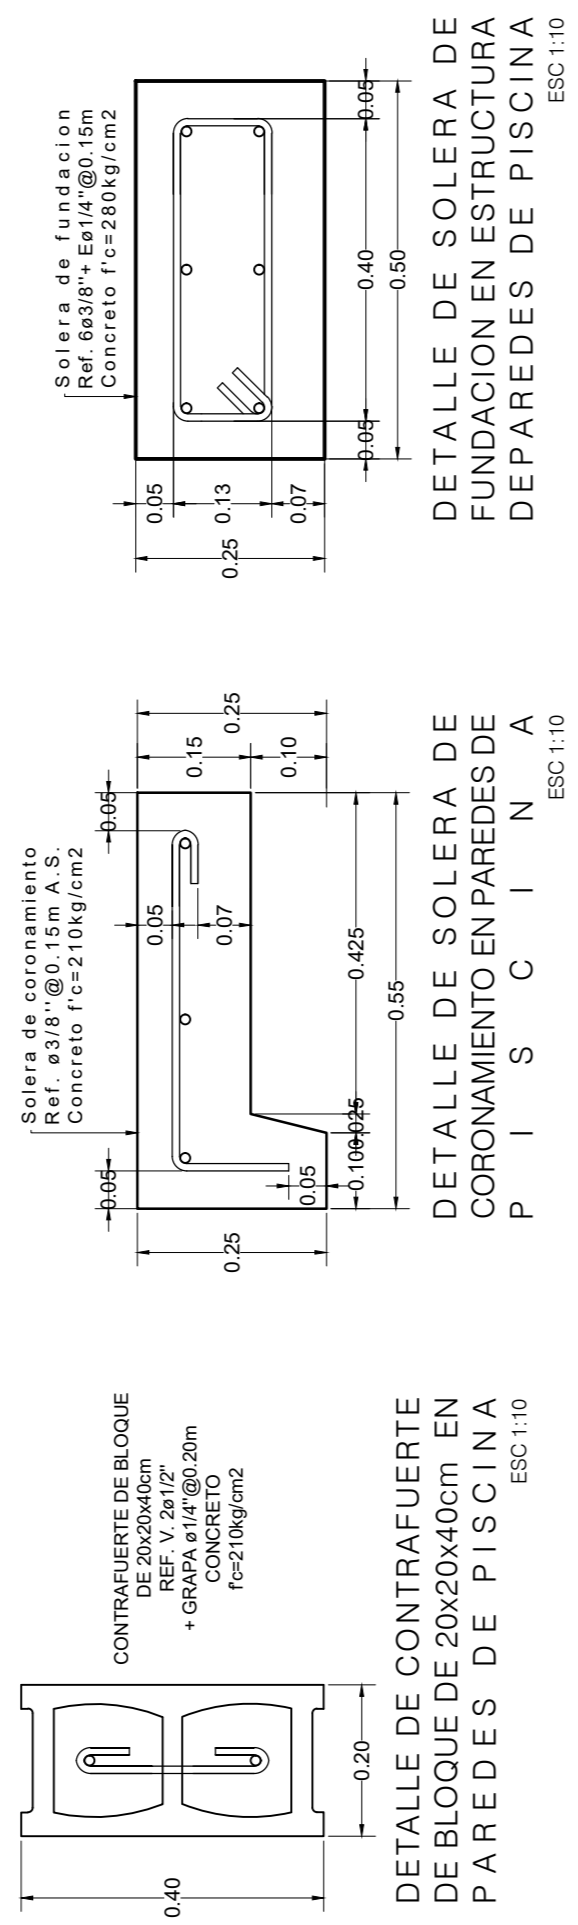 CONTRAFUERTE DE BLOQUE
DE 20x20x40cm
REF. V. 2ø1/2"
+ GRAPA ø1/4"@0.20m
CONCRETO
f'c=210kg/cm2
0.40
0.20
DETALLE DE CONTRAFUERTE
DE BLOQUE DE 20x20x40cm EN
PAREDES DE PISCINA
ESC 1:10
Solera de coronamiento
Ref. ø3/8''@0.15m A.S.
Concreto f'c=210kg/cm2
0.05
0.05
0.25
0.05
0.07
0.15
0.10
0.25
0.05
0.100.025
0.425
0.55
DETALLE DE SOLERA DE
CORONAMIENTO EN PAREDES DE
PISCINA
ESC 1:10
Solera de fundacion
Ref. 6ø3/8''+ Eø1/4"@0.15m
Concreto f'c=280kg/cm2
0.05
0.13
0.07
0.25
0.05
0.40
0.05
0.50
DETALLE DE SOLERA DE
FUNDACION EN ESTRUCTURA
DEPAREDES DE PISCINA
ESC 1:10